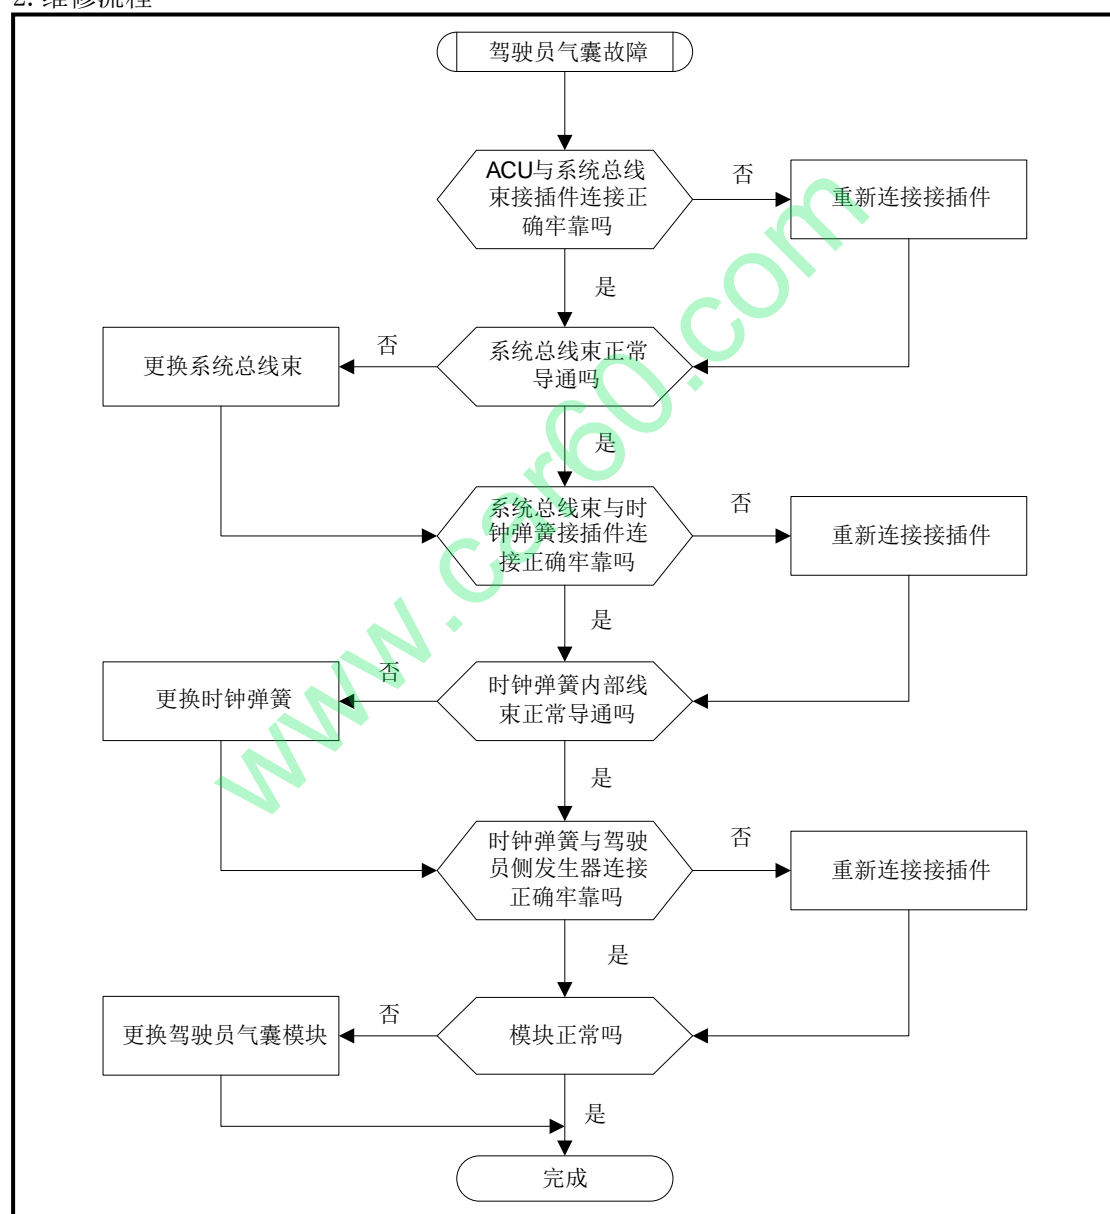 2. 维修流程
驾驶员气囊故障
ACU与系统总线
束接插件连接正
确牢靠吗
否
重新连接接插件
是
更换系统总线束
否
系统总线束正常
导通吗
是
系统总线束与时
钟弹簧接插件连
接正确牢靠吗
否
重新连接接插件
是
更换时钟弹簧
否
时钟弹簧内部线
束正常导通吗
是
时钟弹簧与驾驶
员侧发生器连接
正确牢靠吗
否
重新连接接插件
是
更换驾驶员气囊模块
否
模块正常吗
是
完成
www.car60.com